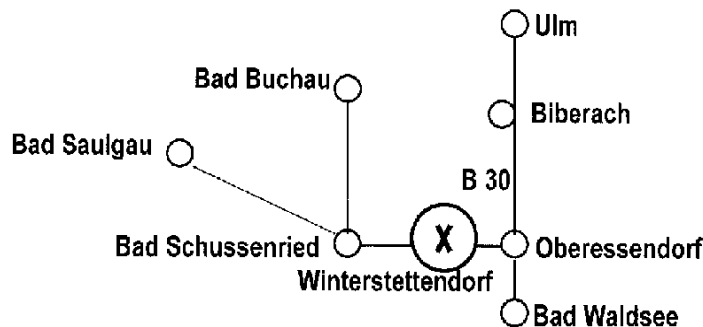 Ulm
Bad Buchau
Biberach
Bad Saulgau
B 30
Bad Schussenried
X
Oberessendorf
Winterstettendorf
Bad Waldsee